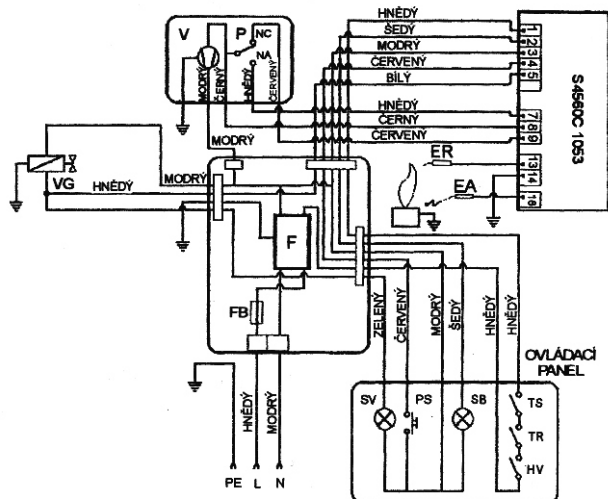 V
P
NC
NA
MODRÝ
ČERNÝ
HNĚDÝ
ČERVENÝ
HNĚDÝ
ŠEDÝ
MODRÝ
ČERVENÝ
BÍLÝ
HNĚDÝ
ČERNÝ
ČERVENÝ
1
2
3
4
5
7
8
9
13
14
16
S4560C 1053
MODRÝ
MODRÝ
HNĚDÝ
VG
ER
EA
F
FB
ZELENÝ
ČERVENÝ
MODRÝ
ŠEDÝ
HNĚDÝ
HNĚDÝ
OVLÁDACÍ
PANEL
SV
PS
SB
TS
TR
HV
HNĚDÝ
MODRÝ
PE
L
N